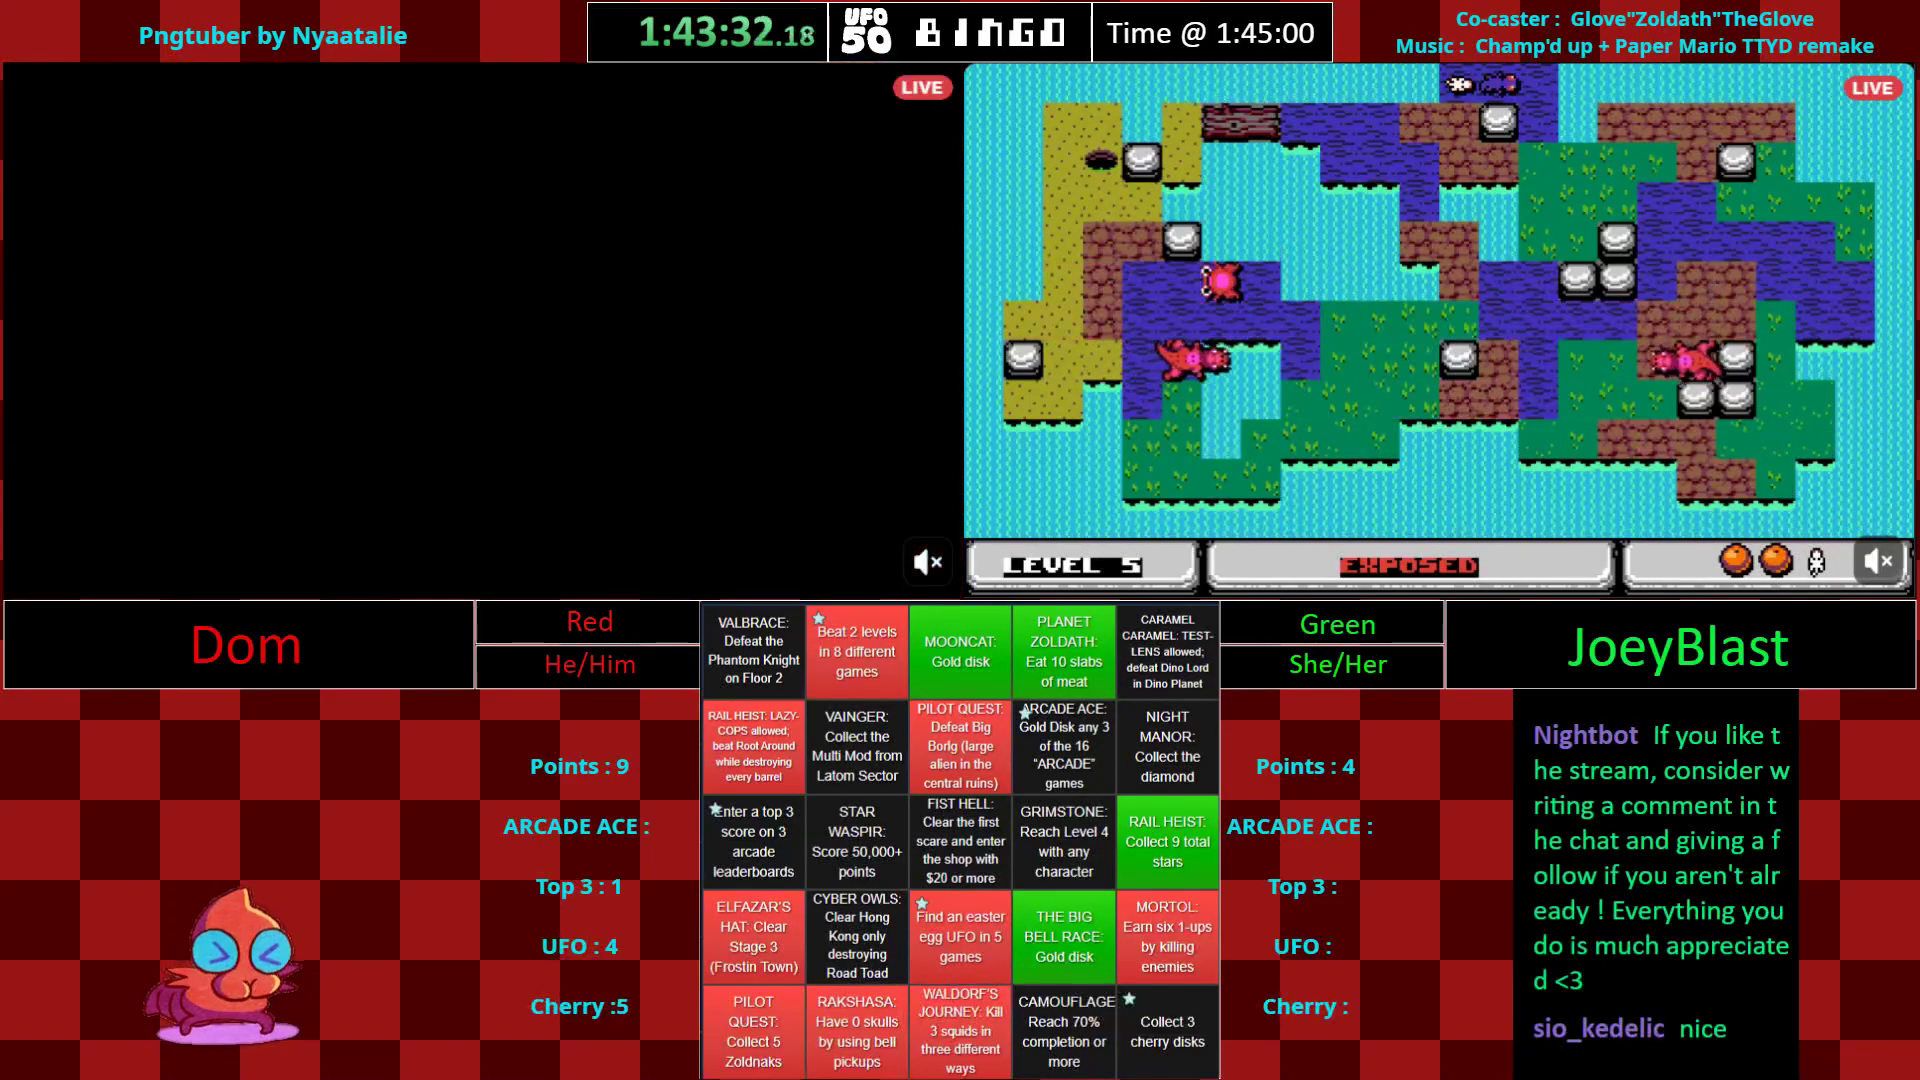 Pngtuber by Nyaatalie
1:43:32.18
UFO 50
BINGO
Time @ 1:45:00
Co-caster : Glove"Zoldath"TheGlove
Music : Champ'd up + Paper Mario TTYD remake
LIVE
LIVE
LEVEL 5
EXPOSED
Dom
Red
He/Him
Green
She/Her
JoeyBlast
VALBRACE:
Defeat the
Phantom Knight
on Floor 2
Beat 2 levels
in 8 different
games
MOONCAT:
Gold disk
PLANET
ZOLDATH:
Eat 10 slabs
of meat
CARAMEL
CARAMEL: TEST-
LENS allowed;
defeat Dino Lord
in Dino Planet
RAIL HEIST: LAZY-
COPS allowed;
beat Root Around
while destroying
every barrel
VAINGER:
Collect the
Multi Mod from
Latom Sector
PILOT QUEST:
Defeat Big
Borlg (large
alien in the
central ruins)
ARCADE ACE:
Gold Disk any 3
of the 16
"ARCADE"
games
NIGHT
MANOR:
Collect the
diamond
Enter a top 3
score on 3
arcade
leaderboards
STAR
WASPIR:
Score 50,000+
points
FIST HELL:
Clear the first
scare and enter
the shop with
$20 or more
GRIMSTONE:
Reach Level 4
with any
character
RAIL HEIST:
Collect 9 total
stars
ELFAZAR'S
HAT: Clear
Stage 3
(Frostin Town)
CYBER OWLS:
Clear Hong
Kong only
destroying
Road Toad
Find an easter
egg UFO in 5
games
THE BIG
BELL RACE:
Gold disk
MORTOL:
Earn six 1-ups
by killing
enemies
PILOT
QUEST:
Collect 5
Zoldnaks
RAKSHASA:
Have 0 skulls
by using bell
pickups
WALDORF'S
JOURNEY: Kill
3 squids in
three different
ways
CAMOUFLAGE
Reach 70%
completion or
more
Collect 3
cherry disks
Points : 9
ARCADE ACE :
Top 3 : 1
UFO : 4
Cherry :5
Points : 4
ARCADE ACE :
Top 3 :
UFO :
Cherry :
Nightbot If you like t
he stream, consider w
riting a comment in t
he chat and giving a f
ollow if you aren't alr
eady ! Everything you
do is much appreciate
d <3
sio_kedelic nice